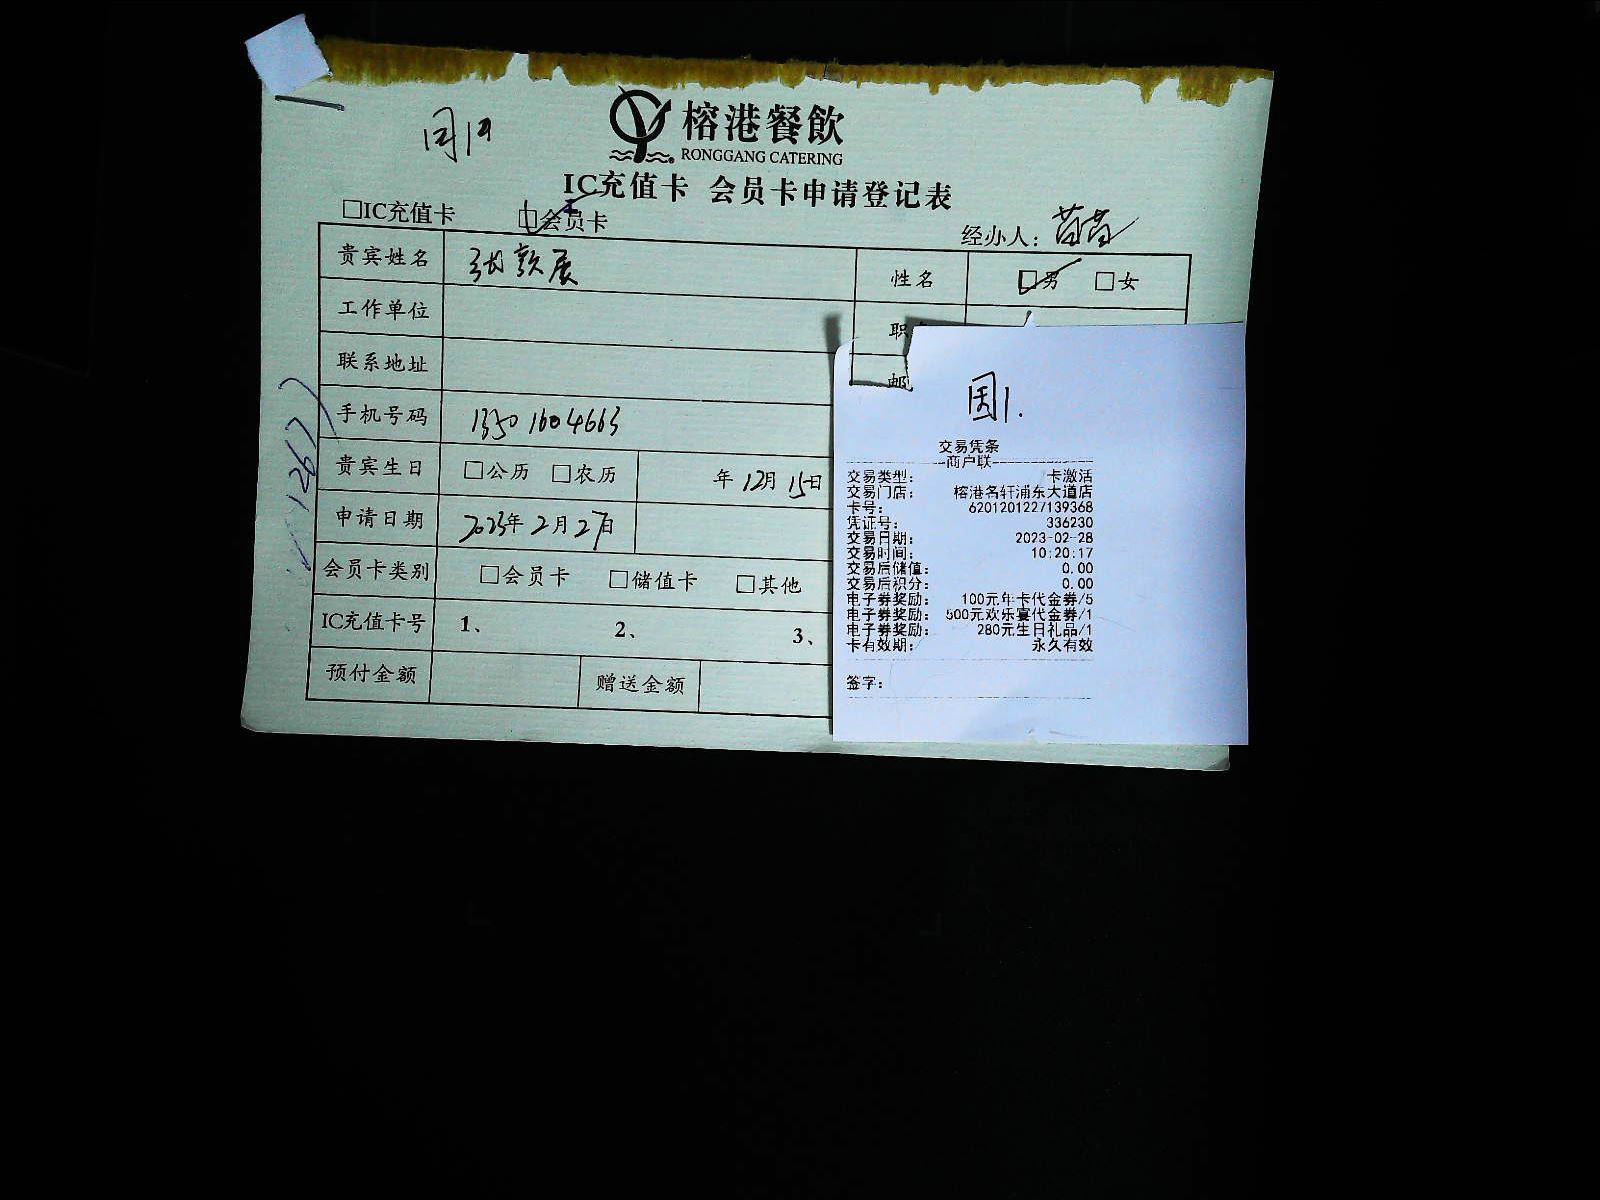 榕港餐飲
RONGGANG CATERING
IC充值卡 会员卡申请登记表
□IC充值卡 □会员卡
经办人: 苗苗
贵宾姓名 张敦展 性名 □男 □女
工作单位 职
联系地址 邮
手机号码 13501604663
贵宾生日 □公历 □农历 年12月15日
申请日期 2023年2月27日
会员卡类别 □会员卡 □储值卡 □其他
IC充值卡号 1、 2、 3、
预付金额 赠送金额
1267
国1.
交易凭条
商户联
交易类型: 卡激活
交易门店: 榕港名轩浦东大道店
卡号: 6201201227139368
凭证号: 336230
交易日期: 2023-02-28
交易时间: 10:20:17
交易后储值: 0.00
交易后积分: 0.00
电子券奖励: 100元年卡代金券/5
电子券奖励: 500元欢乐宴代金券/1
电子券奖励: 280元生日礼品/1
卡有效期: 永久有效
签字: